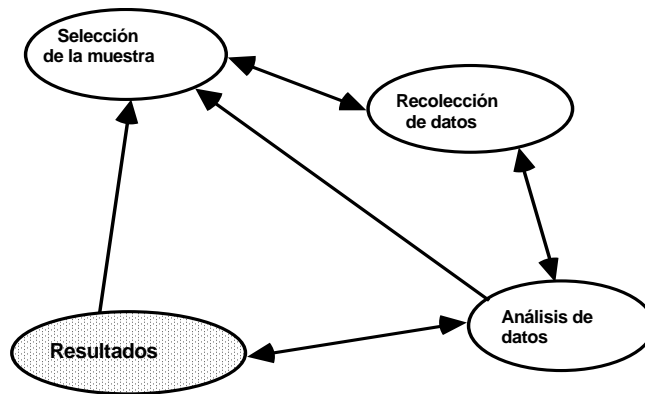 Selección
de la muestra
Recolección
de datos
Análisis de
datos
Resultados